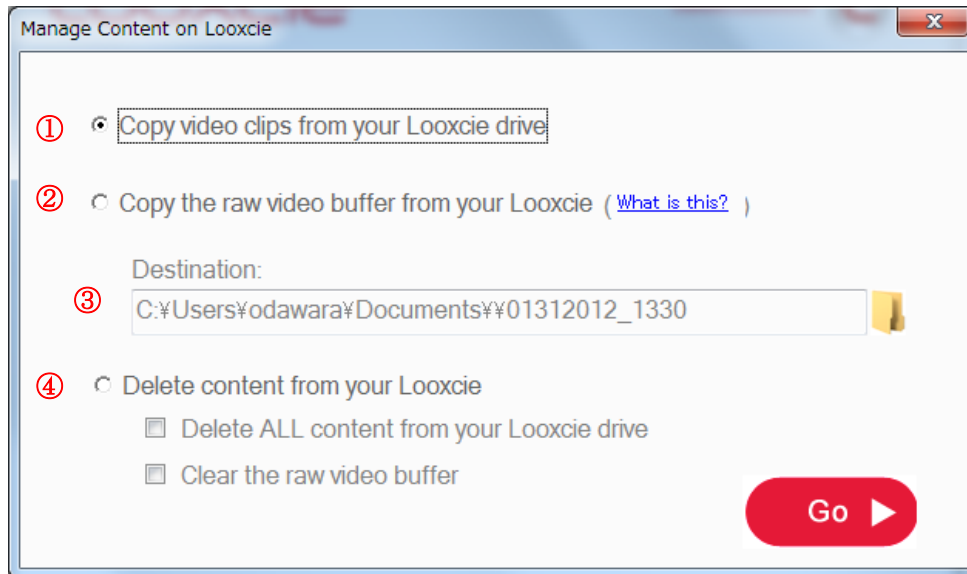 Manage Content on Looxcie
① Copy video clips from your Looxcie drive
② Copy the raw video buffer from your Looxcie ( What is this? )
Destination:
③ C:¥Users¥odawara¥Documents¥¥01312012_1330
④ Delete content from your Looxcie
Delete ALL content from your Looxcie drive
Clear the raw video buffer
Go